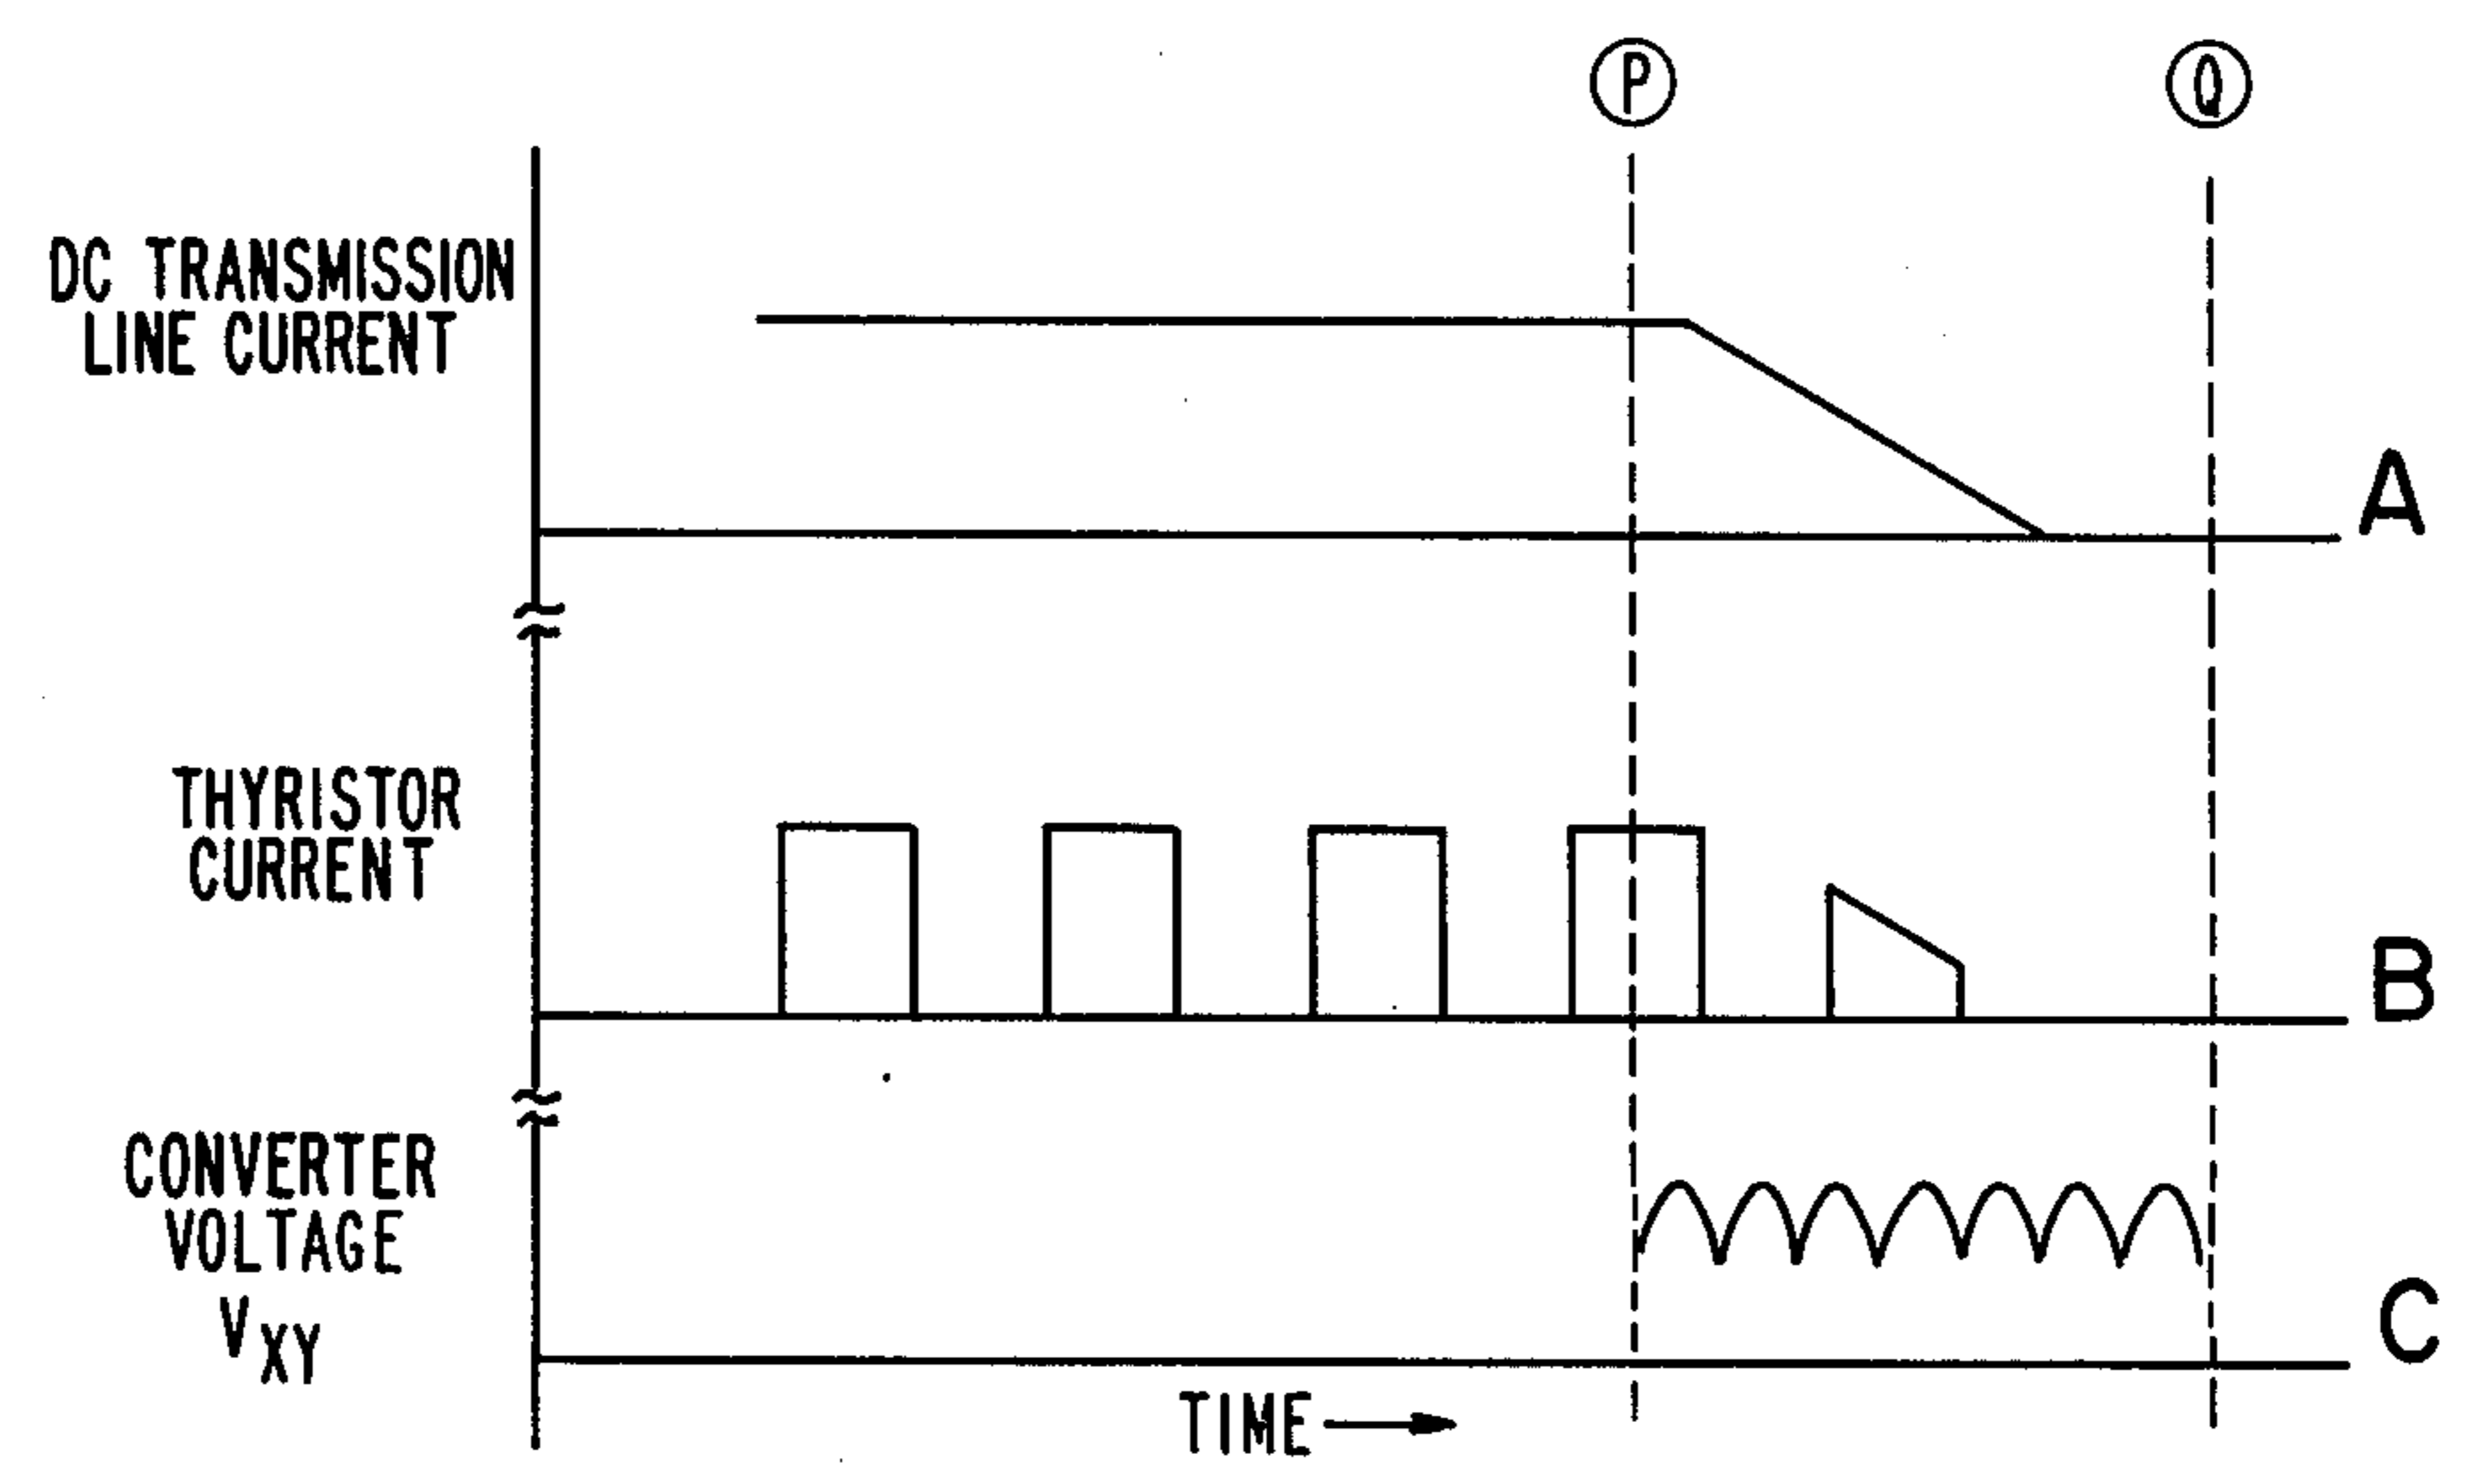 P
Q
DC TRANSMISSION
LINE CURRENT
A
THYRISTOR
CURRENT
B
CONVERTER
VOLTAGE
VXY
C
TIME